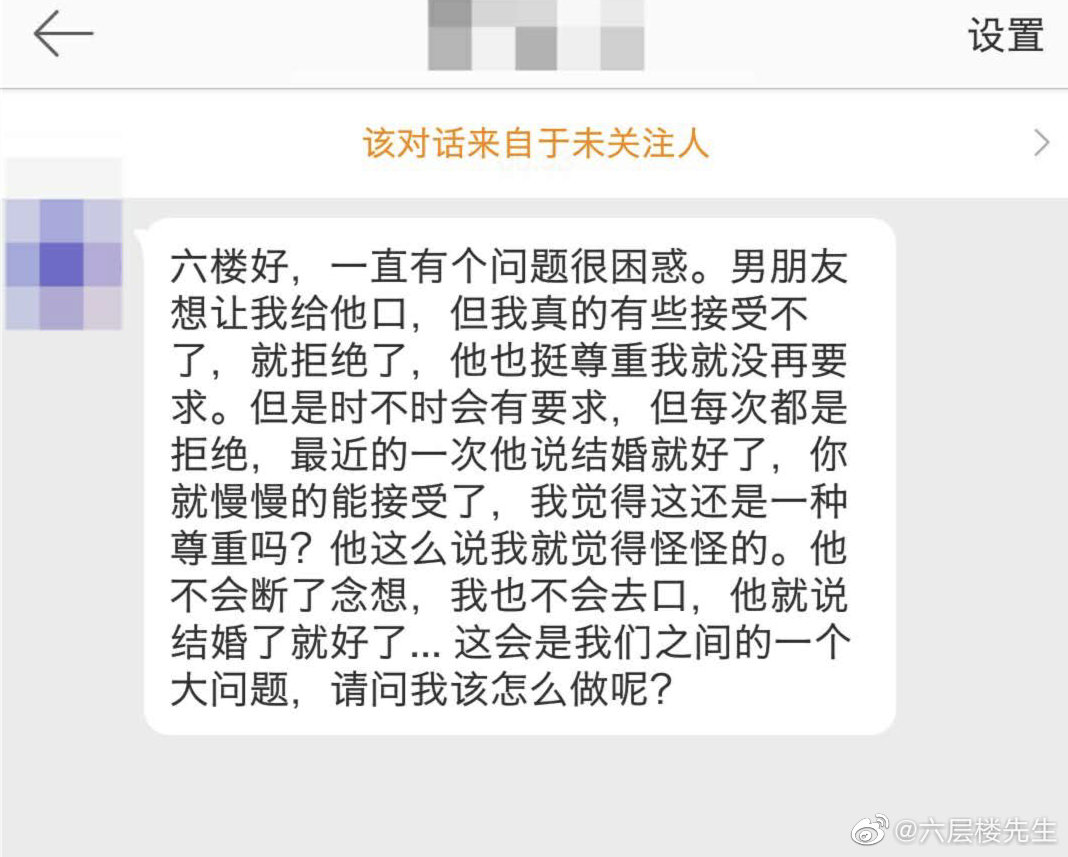 设置
该对话来自于未关注人
六楼好，一直有个问题很困惑。男朋友
想让我给他口，但我真的有些接受不
了，就拒绝了，他也挺尊重我就没再要
求。但是时不时会有要求，但每次都是
拒绝，最近的一次他说结婚就好了，你
就慢慢的能接受了，我觉得这还是一种
尊重吗？他这么说我就觉得怪怪的。他
不会断了念想，我也不会去口，他就说
结婚了就好了... 这会是我们之间的一个
大问题，请问我该怎么做呢？
@六层楼先生